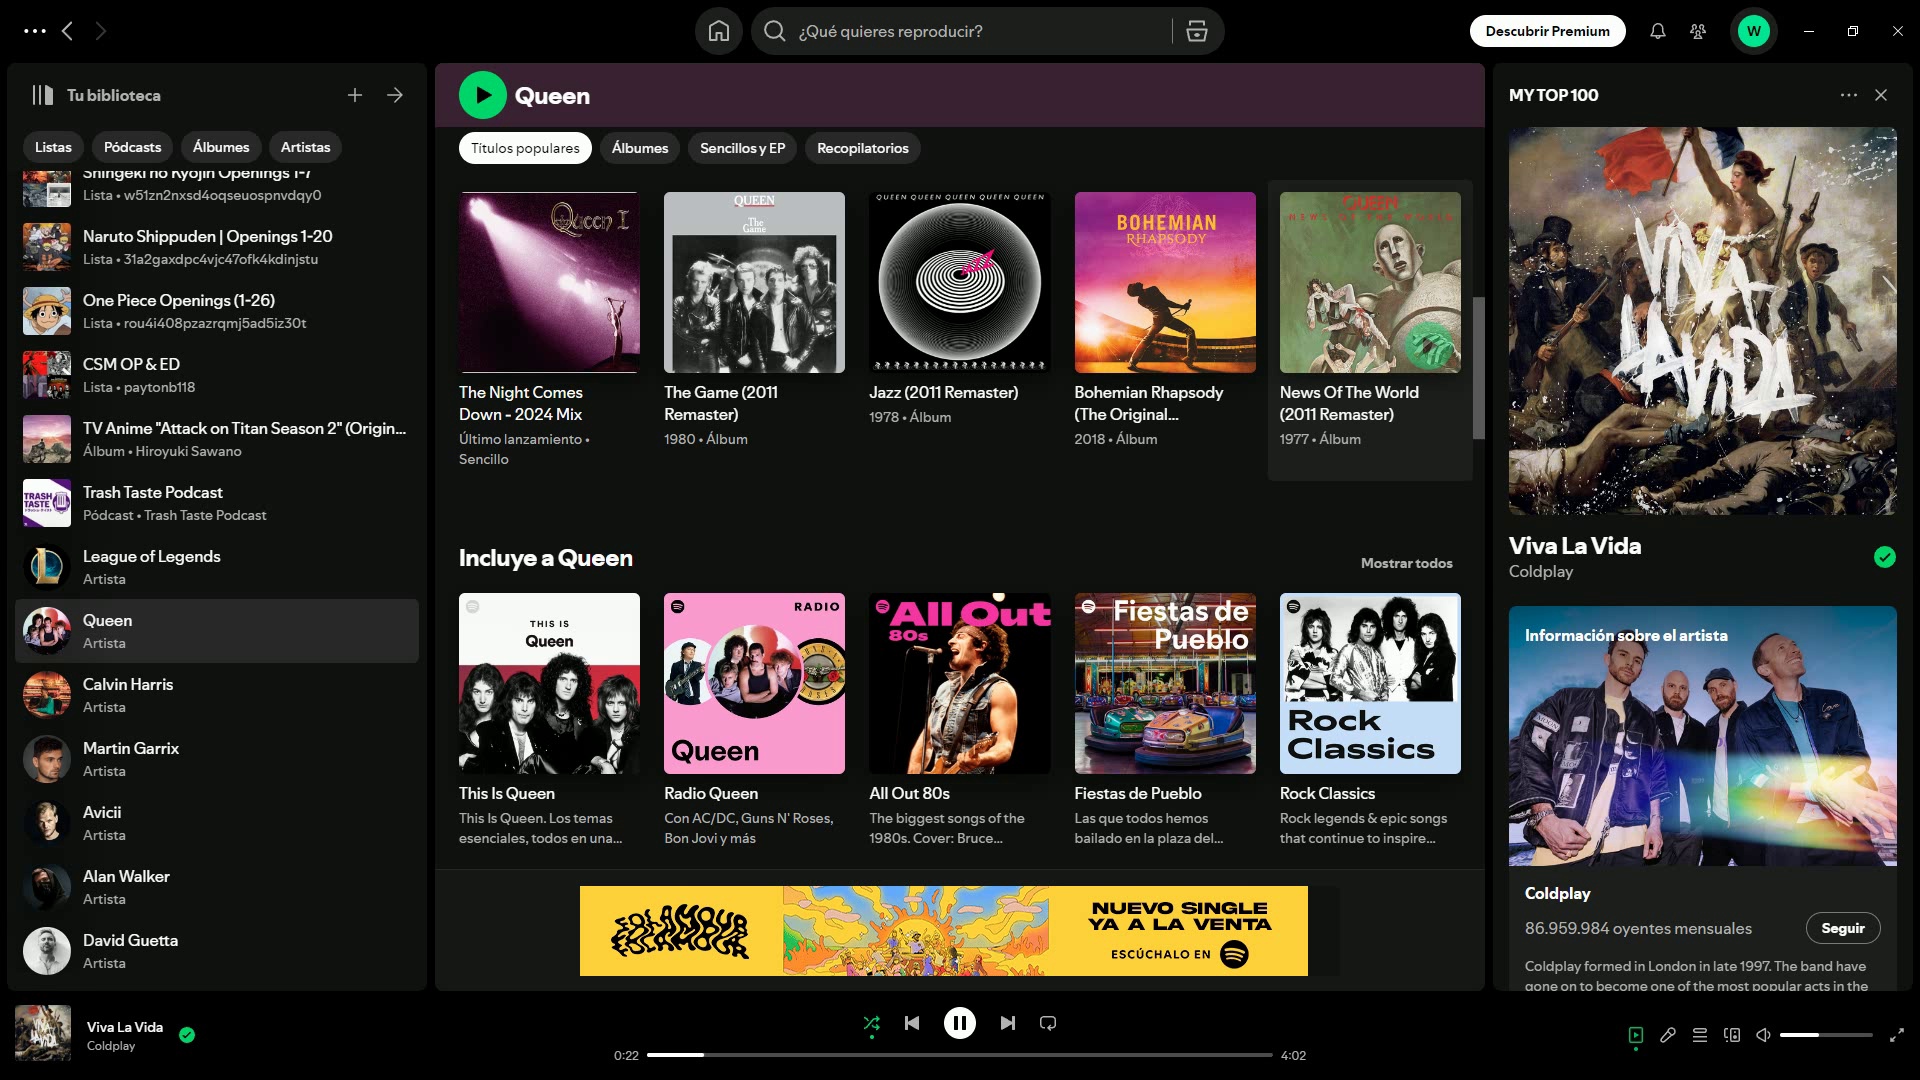 ¿Qué quieres reproducir?
Descubrir Premium
W
Tu biblioteca
Listas
Pódcasts
Álbumes
Artistas
Shingeki no Kyojin Openings 1-7
Lista • w51zn2nxsd4oqseuospnvdqy0
Naruto Shippuden | Openings 1-20
Lista • 31a2gaxdpc4vjc47ofk4kdinjstu
One Piece Openings (1-26)
Lista • rou4i408pzazrqmj5ad5iz30t
CSM OP & ED
Lista • paytonb118
TV Anime "Attack on Titan Season 2" (Origin...
Álbum • Hiroyuki Sawano
TRASH TASTE
Trash Taste Podcast
Pódcast • Trash Taste Podcast
League of Legends
Artista
Queen
Artista
Calvin Harris
Artista
Martin Garrix
Artista
Avicii
Artista
Alan Walker
Artista
David Guetta
Artista
Queen
Títulos populares
Álbumes
Sencillos y EP
Recopilatorios
Queen I
QUEEN
The
Game
QUEEN QUEEN QUEEN QUEEN QUEEN QUEEN
BOHEMIAN
RHAPSODY
QUEEN
NEWS OF THE WORLD
The Night Comes
Down - 2024 Mix
Último lanzamiento •
Sencillo
The Game (2011
Remaster)
1980 • Álbum
Jazz (2011 Remaster)
1978 • Álbum
Bohemian Rhapsody
(The Original...
2018 • Álbum
News Of The World
(2011 Remaster)
1977 • Álbum
Incluye a Queen
Mostrar todos
THIS IS
Queen
RADIO
Queen
All Out
80s
Fiestas de
Pueblo
Rock
Classics
This Is Queen
This Is Queen. Los temas
esenciales, todos en una...
Radio Queen
Con AC/DC, Guns N' Roses,
Bon Jovi y más
All Out 80s
The biggest songs of the
1980s. Cover: Bruce...
Fiestas de Pueblo
Las que todos hemos
bailado en la plaza del...
Rock Classics
Rock legends & epic songs
that continue to inspire...
FOLAMOUR
FOLAMOUR
NUEVO SINGLE
YA A LA VENTA
ESCÚCHALO EN
MY TOP 100
VIVA
LA VIDA
Viva La Vida
Coldplay
Información sobre el artista
Coldplay
86.959.984 oyentes mensuales
Seguir
Coldplay formed in London in late 1997. The band have
gone on to become one of the most popular acts in the
Viva La Vida
Coldplay
0:22
4:02